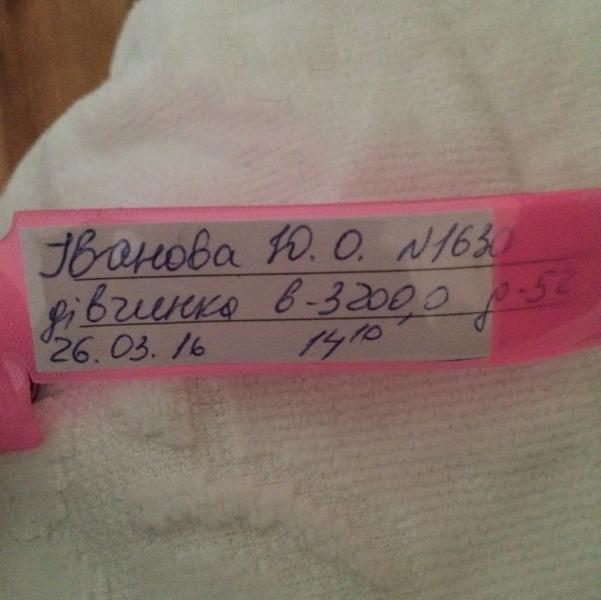 Іванова Ю. О. №1630
дівчинка в-3200,0 р-52
26.03.16 14¹⁰